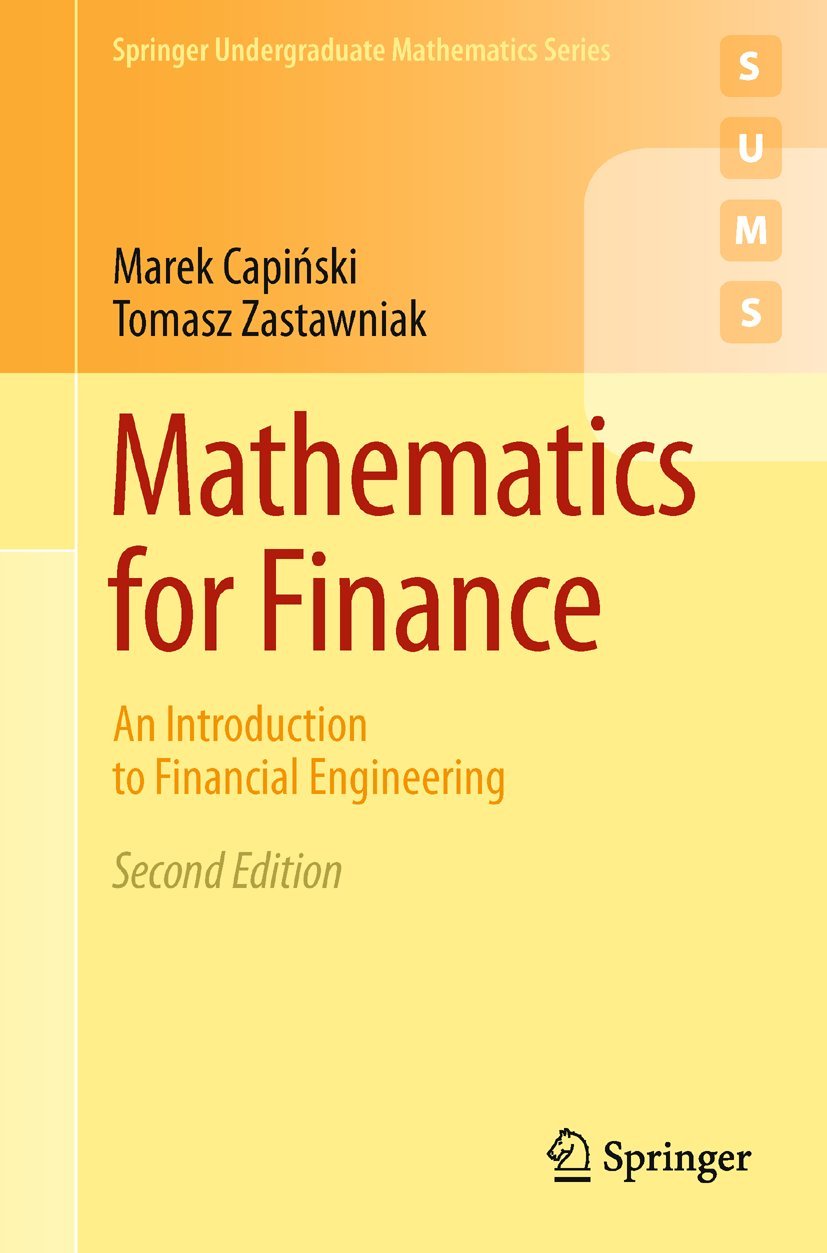 Springer Undergraduate Mathematics Series
S
U
M
S
Marek Capiński
Tomasz Zastawniak
Mathematics
for Finance
An Introduction
to Financial Engineering
Second Edition
Springer